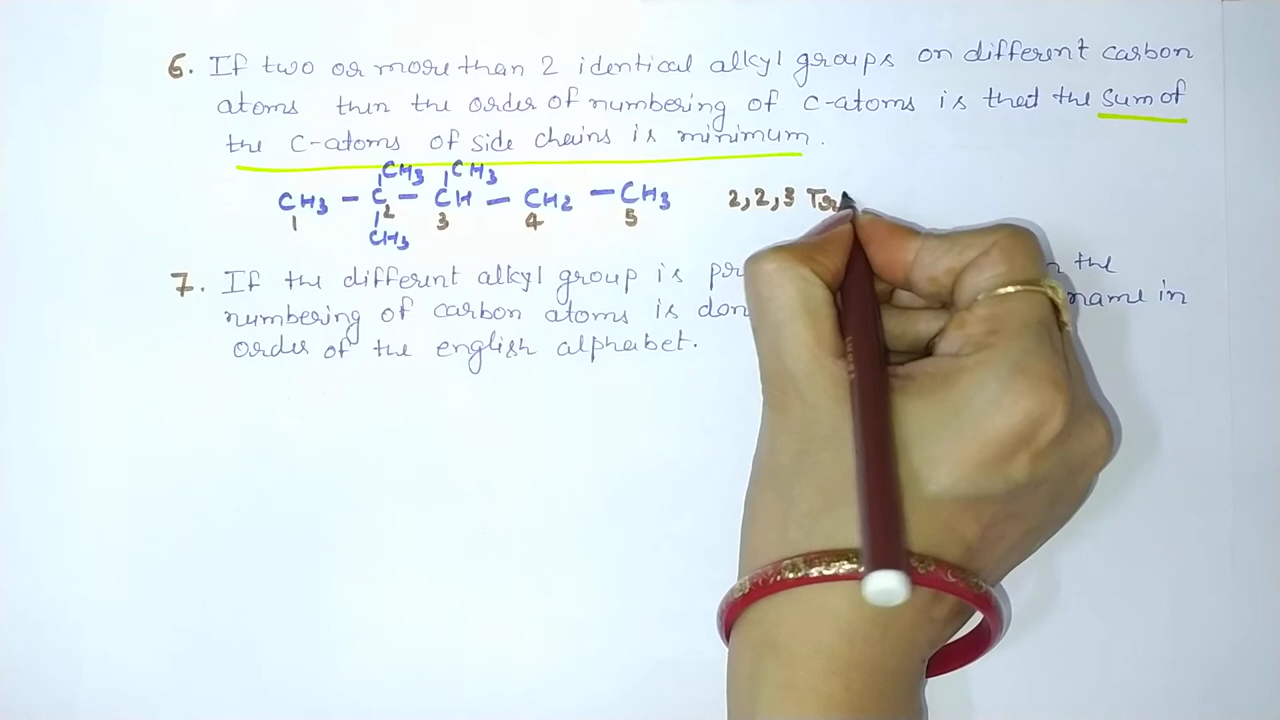 6. If two or more than 2 identical alkyl groups on different carbon
atoms then the order of numbering of C-atoms is that the sum of
the C-atoms of side chains is minimum.
CH3 CH3
CH3 - C - CH - CH2 - CH3 2,2,3 Tri
1 2 3 4 5
CH3
7. If the different alkyl group is the
numbering of carbon atoms is name in
order of the english alphabet.